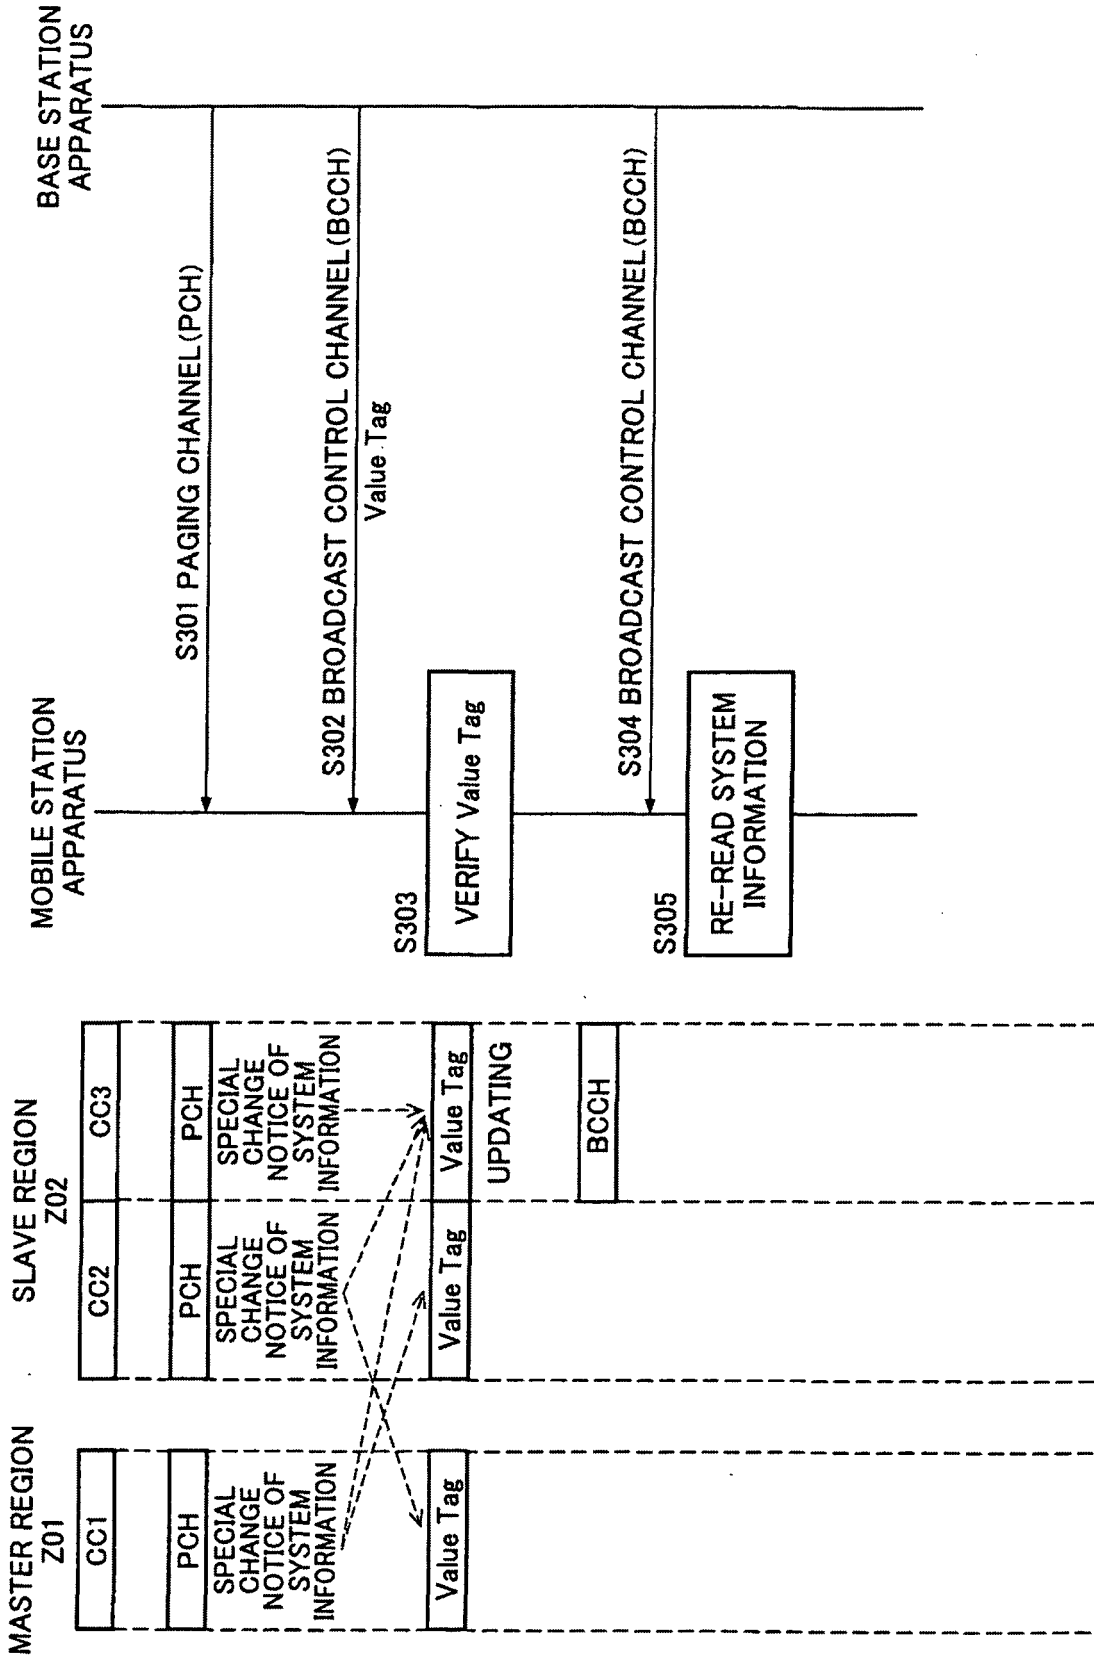 MASTER REGION
Z01
SLAVE REGION
Z02
MOBILE STATION
APPARATUS
BASE STATION
APPARATUS
CC1
CC2
CC3
PCH
PCH
PCH
SPECIAL
CHANGE
NOTICE OF
SYSTEM
INFORMATION
SPECIAL
CHANGE
NOTICE OF
SYSTEM
INFORMATION
SPECIAL
CHANGE
NOTICE OF
SYSTEM
INFORMATION
S301 PAGING CHANNEL(PCH)
S302 BROADCAST CONTROL CHANNEL(BCCH)
Value Tag
Value Tag
Value Tag
Value Tag
UPDATING
S303
VERIFY Value Tag
BCCH
S304 BROADCAST CONTROL CHANNEL(BCCH)
S305
RE-READ SYSTEM
INFORMATION